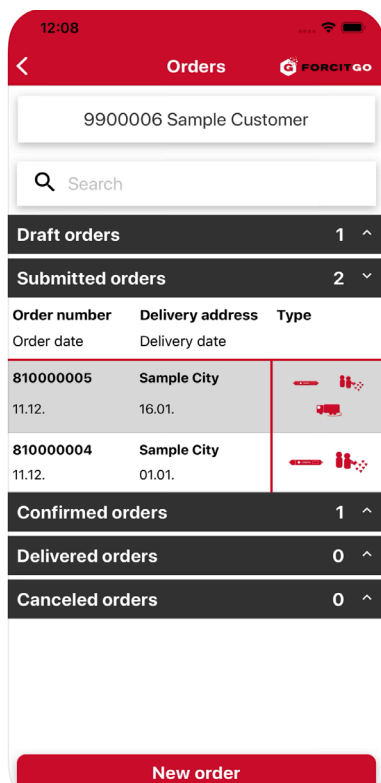 12:08
Orders
FORCITGO
9900006 Sample Customer
Search
Draft orders 1
Submitted orders 2
Order number Delivery address Type
Order date Delivery date
810000005 Sample City
11.12. 16.01.
810000004 Sample City
11.12. 01.01.
Confirmed orders 1
Delivered orders 0
Canceled orders 0
New order